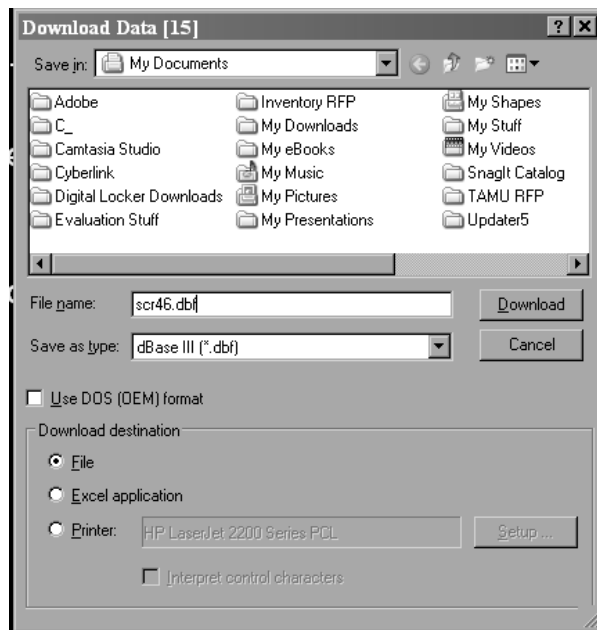 Download Data [15]
Save in: My Documents
Adobe Inventory RFP My Shapes
C_ My Downloads My Stuff
Camtasia Studio My eBooks My Videos
Cyberlink My Music SnagIt Catalog
Digital Locker Downloads My Pictures TAMU RFP
Evaluation Stuff My Presentations Updater5
File name: scr46.dbf Download
Save as type: dBase III (*.dbf) Cancel
Use DOS (OEM) format
Download destination
File
Excel application
Printer: HP LaserJet 2200 Series PCL Setup ...
Interpret control characters